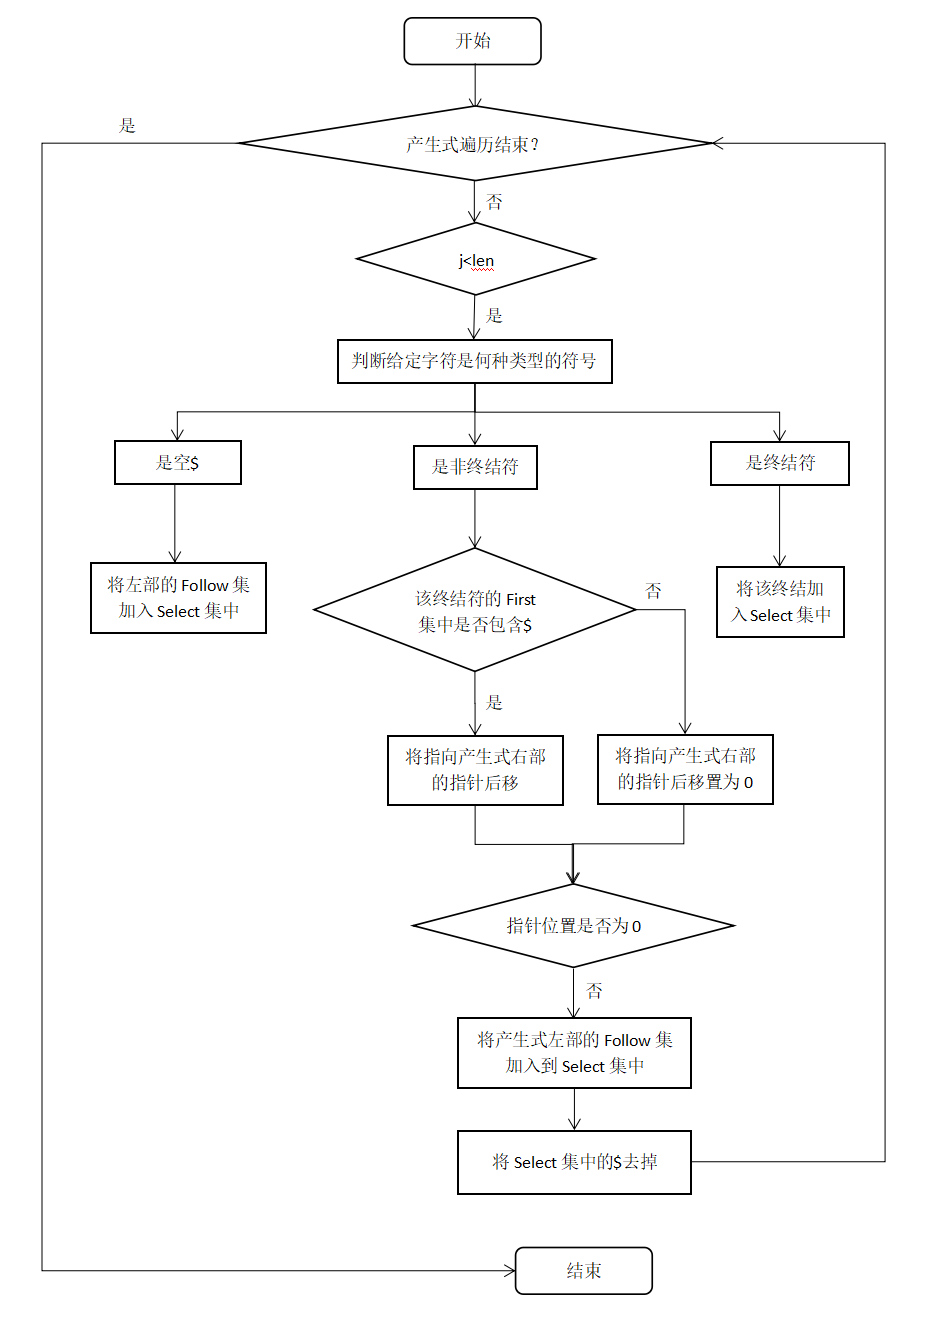 开始
是
产生式遍历结束?
否
j<len
是
判断给定字符是何种类型的符号
是空$
是非终结符
是终结符
将左部的 Follow 集
加入 Select 集中
该终结符的 First
集中是否包含$
否
将该终结加
入 Select 集中
是
将指向产生式右部
的指针后移
将指向产生式右部
的指针后移置为 0
指针位置是否为 0
否
将产生式左部的 Follow 集
加入到 Select 集中
将 Select 集中的$去掉
结束